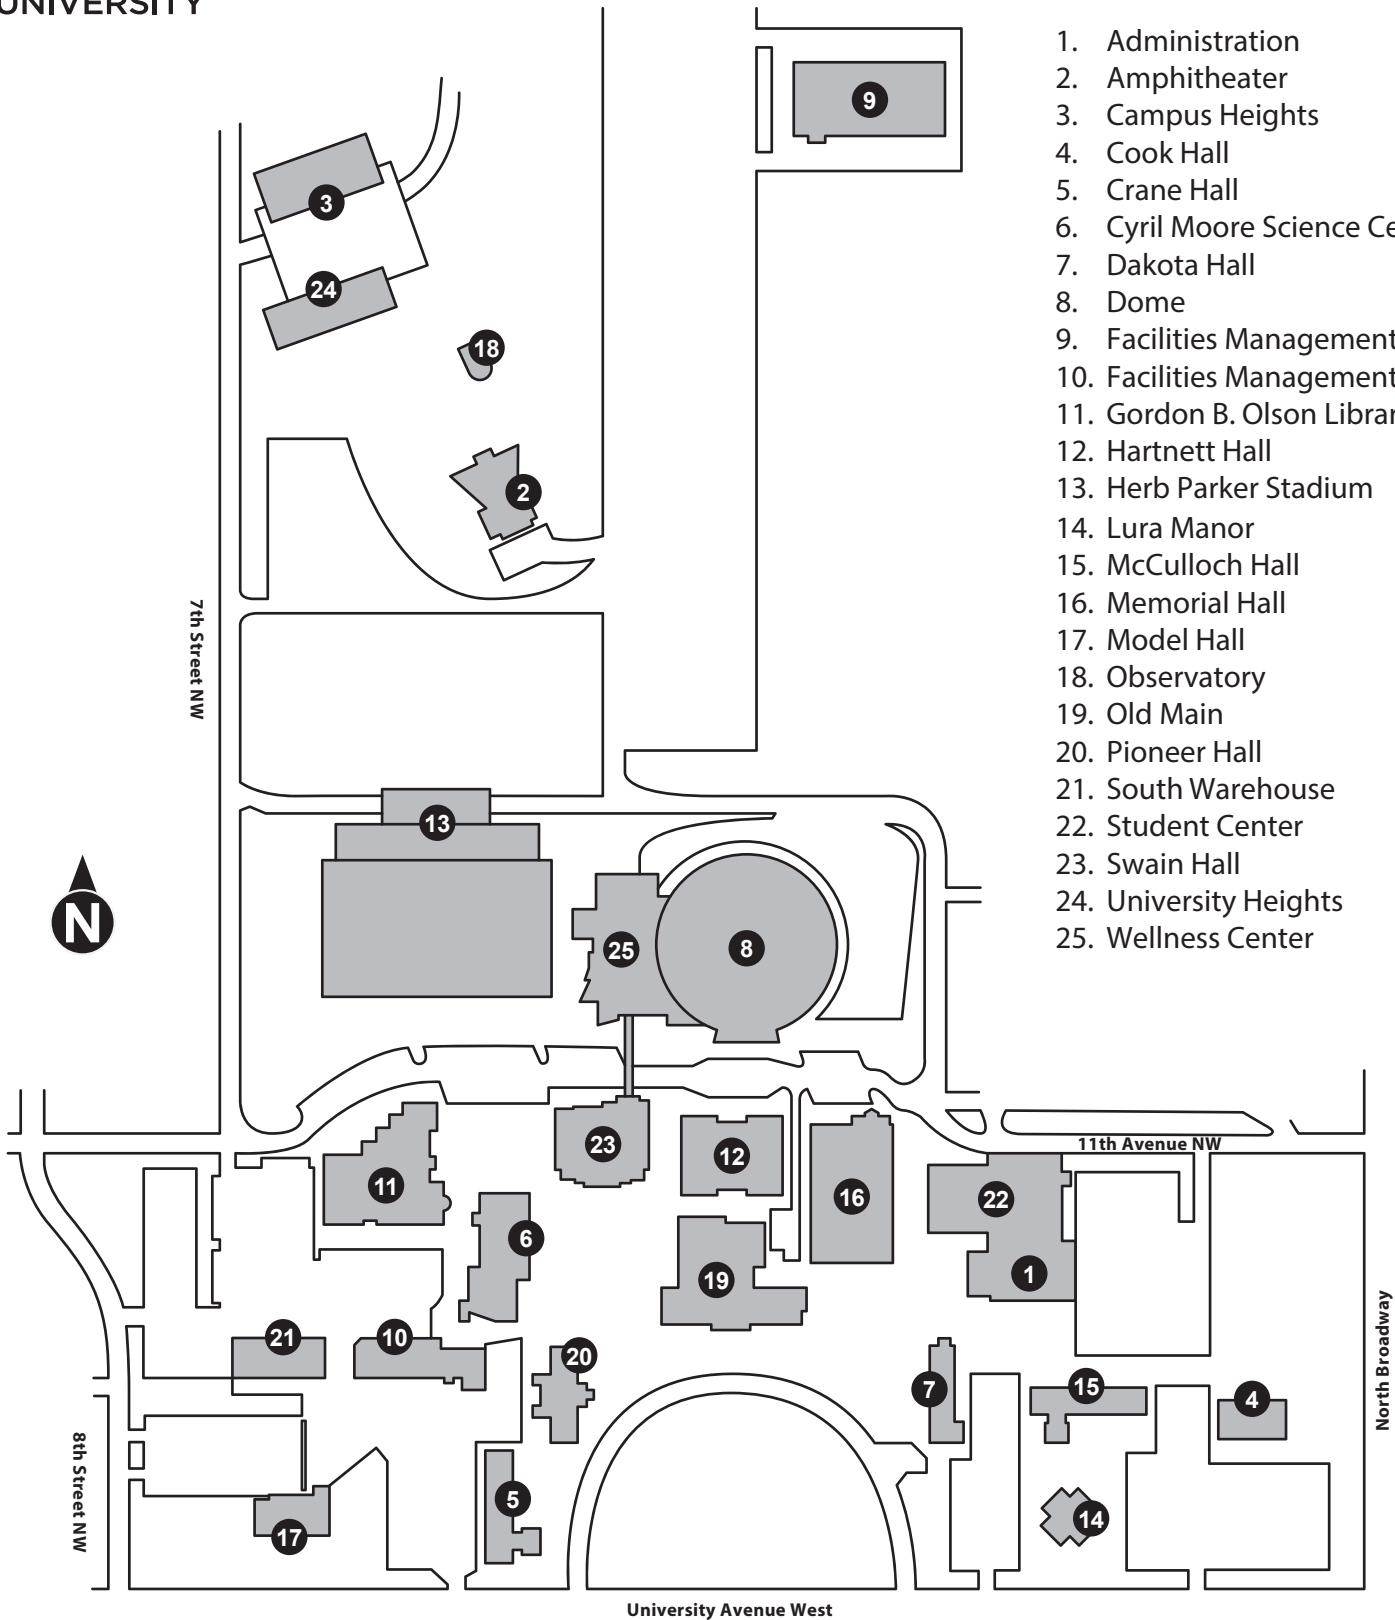 UNIVERSITY
1. Administration
2. Amphitheater
3. Campus Heights
4. Cook Hall
5. Crane Hall
6. Cyril Moore Science Ce
7. Dakota Hall
8. Dome
9. Facilities Management
10. Facilities Management
11. Gordon B. Olson Librar
12. Hartnett Hall
13. Herb Parker Stadium
14. Lura Manor
15. McCulloch Hall
16. Memorial Hall
17. Model Hall
18. Observatory
19. Old Main
20. Pioneer Hall
21. South Warehouse
22. Student Center
23. Swain Hall
24. University Heights
25. Wellness Center
9
3
24
18
2
7th Street NW
13
N
25
8
11th Avenue NW
23
12
11
16
22
6
1
19
21
10
20
7
15
4
North Broadway
8th Street NW
5
14
17
University Avenue West